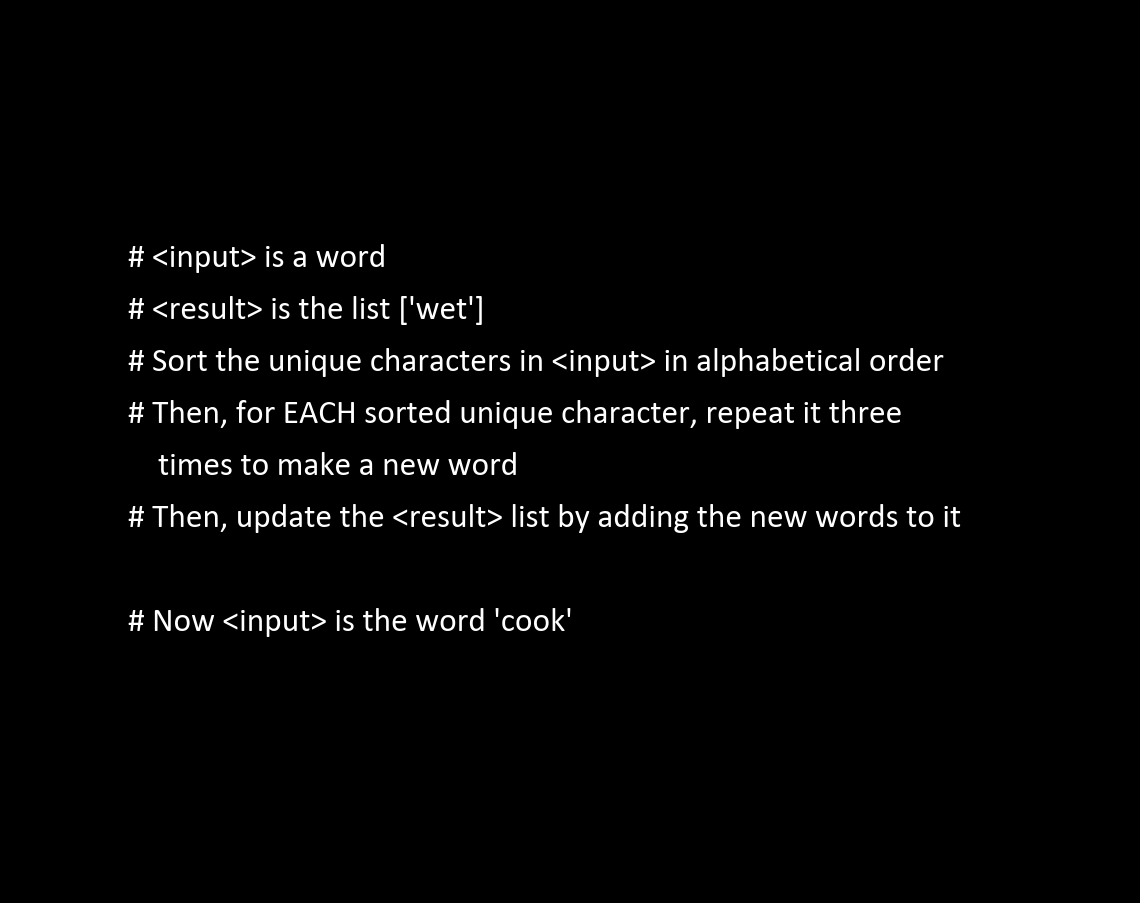 # <input> is a word
# <result> is the list ['wet']
# Sort the unique characters in <input> in alphabetical order
# Then, for EACH sorted unique character, repeat it three
times to make a new word
# Then, update the <result> list by adding the new words to it
# Now <input> is the word 'cook'